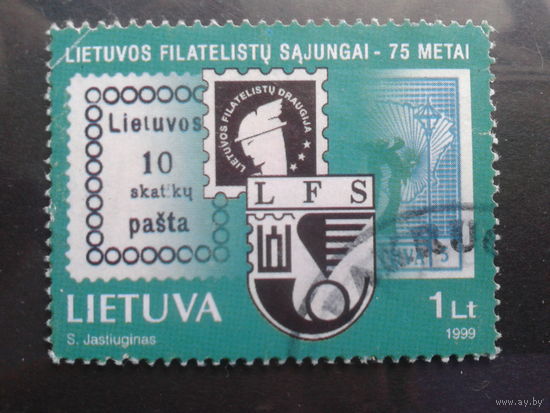 LIETUVOS FILATELISTŲ SĄJUNGAI - 75 METAI
LIETUVOS FILATELISTŲ DRAUGIJA
Lietuvos
10
skatikų
pašta
L F S
LIETUVA
1 Lt
S. Jastiuginas
1999
www.ay.by